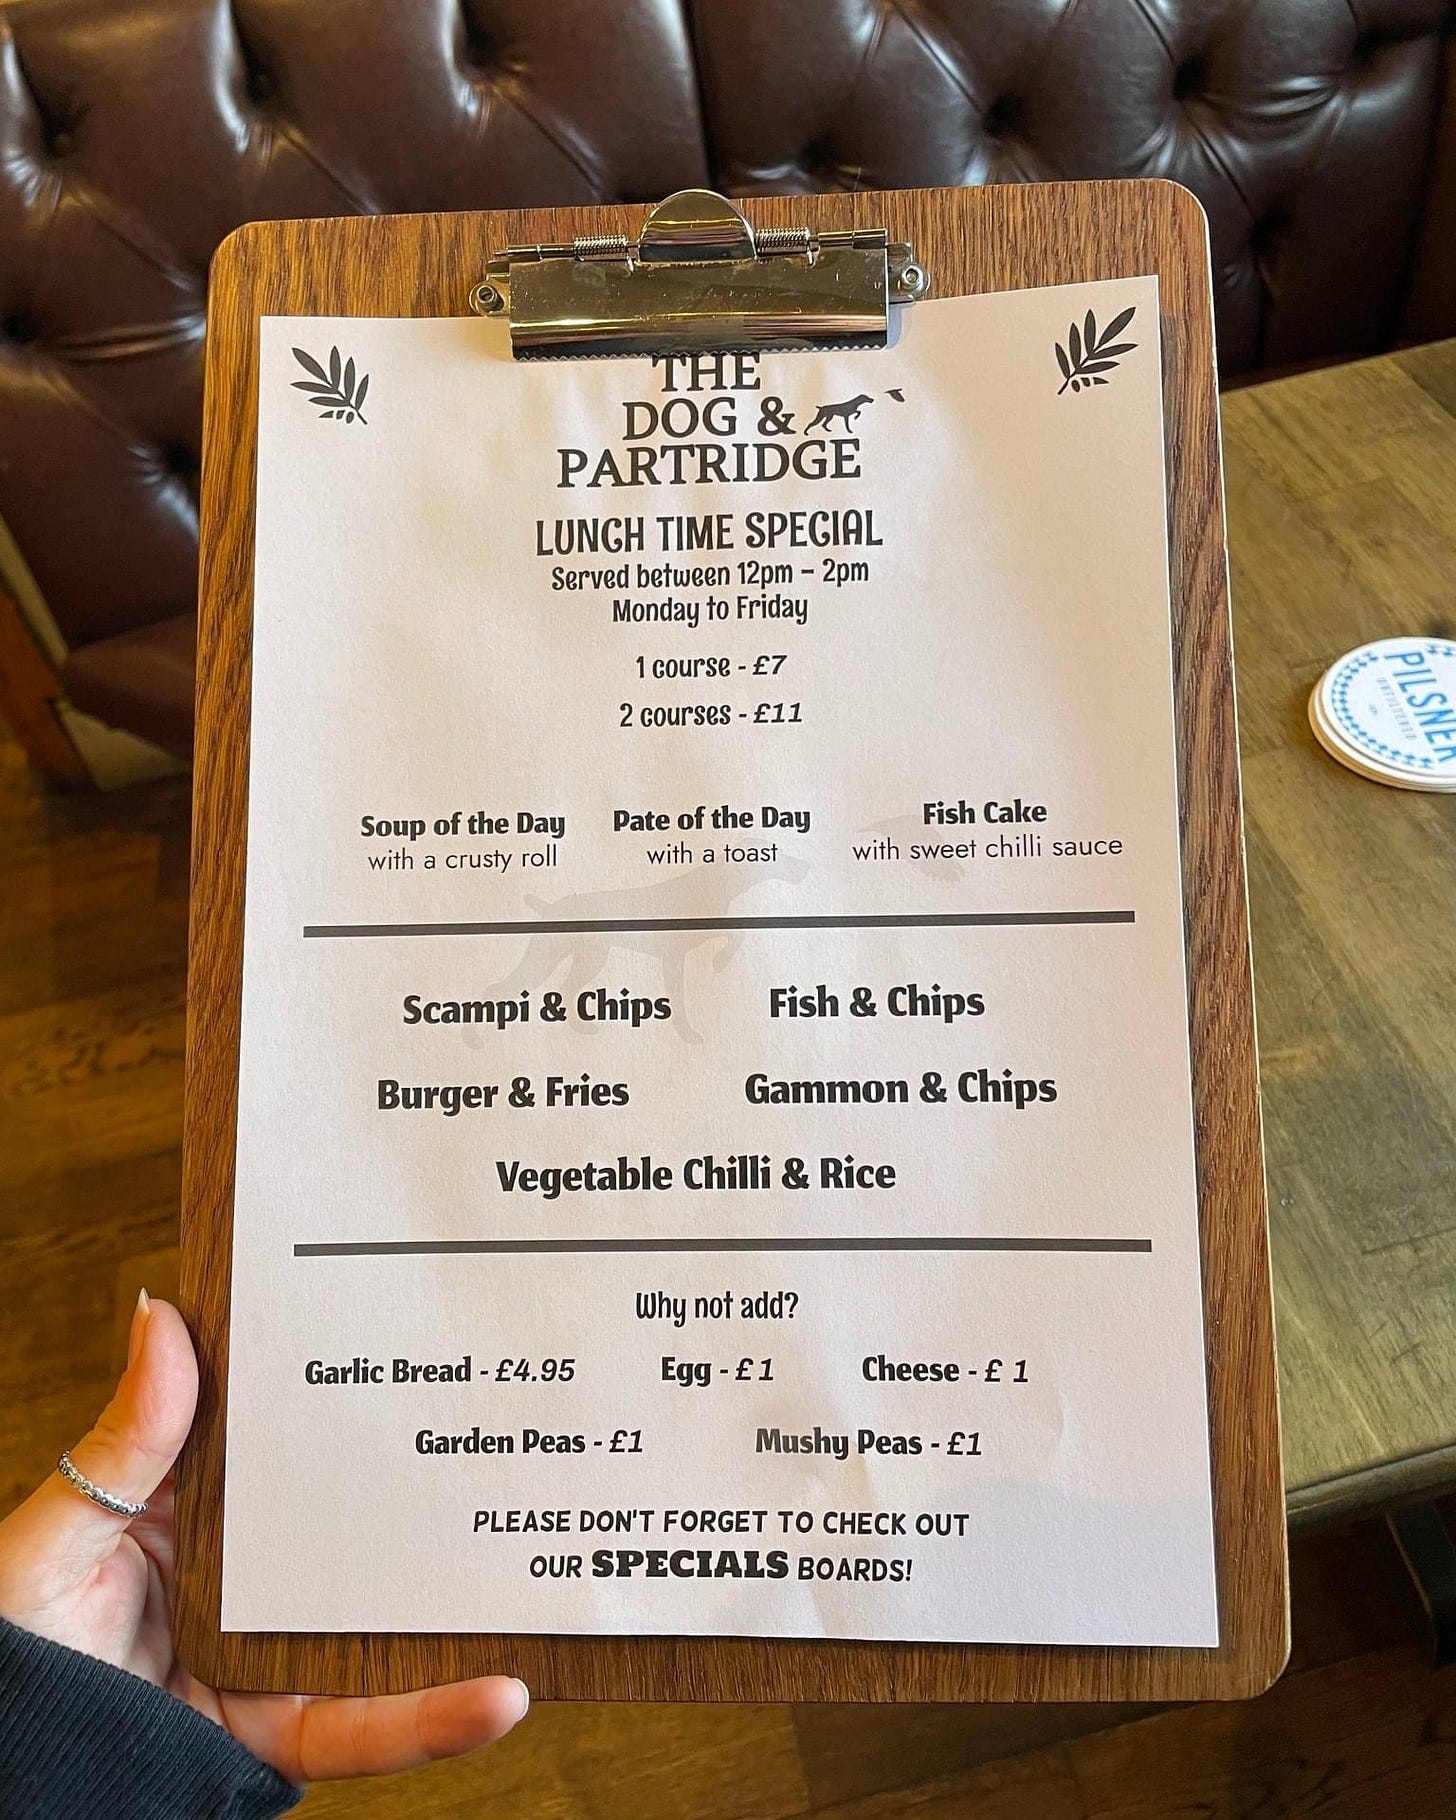 THE
DOG &
PARTRIDGE
LUNCH TIME SPECIAL
Served between 12pm – 2pm
Monday to Friday
1 course - £7
2 courses - £11
Soup of the Day
with a crusty roll
Pate of the Day
with a toast
Fish Cake
with sweet chilli sauce
Scampi & Chips
Fish & Chips
Burger & Fries
Gammon & Chips
Vegetable Chilli & Rice
Why not add?
Garlic Bread - £4.95
Egg - £ 1
Cheese - £ 1
Garden Peas - £1
Mushy Peas - £1
PLEASE DON'T FORGET TO CHECK OUT
OUR SPECIALS BOARDS!
PILSNER
UNFILTERED